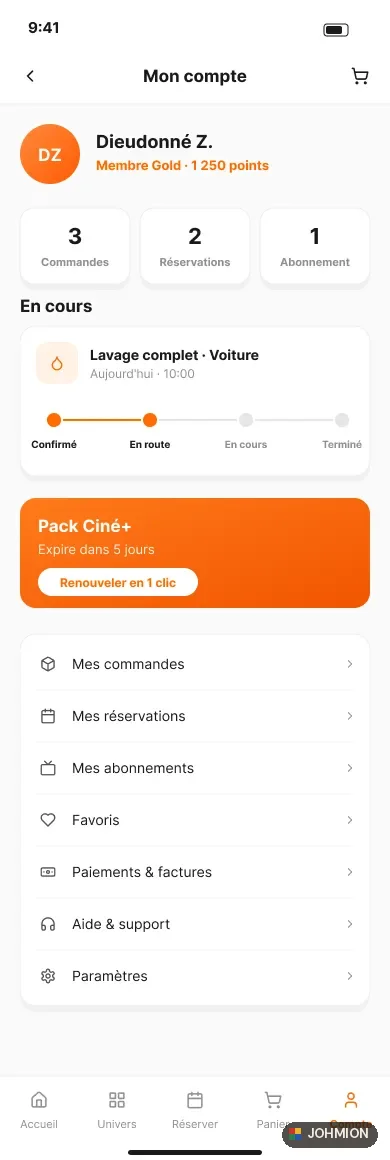 9:41
Mon compte
DZ
Dieudonné Z.
Membre Gold · 1 250 points
3
Commandes
2
Réservations
1
Abonnement
En cours
Lavage complet · Voiture
Aujourd'hui · 10:00
Confirmé
En route
En cours
Terminé
Pack Ciné+
Expire dans 5 jours
Renouveler en 1 clic
Mes commandes
Mes réservations
Mes abonnements
Favoris
Paiements & factures
Aide & support
Paramètres
Accueil
Univers
Réserver
Panier
Compte
JOHMION